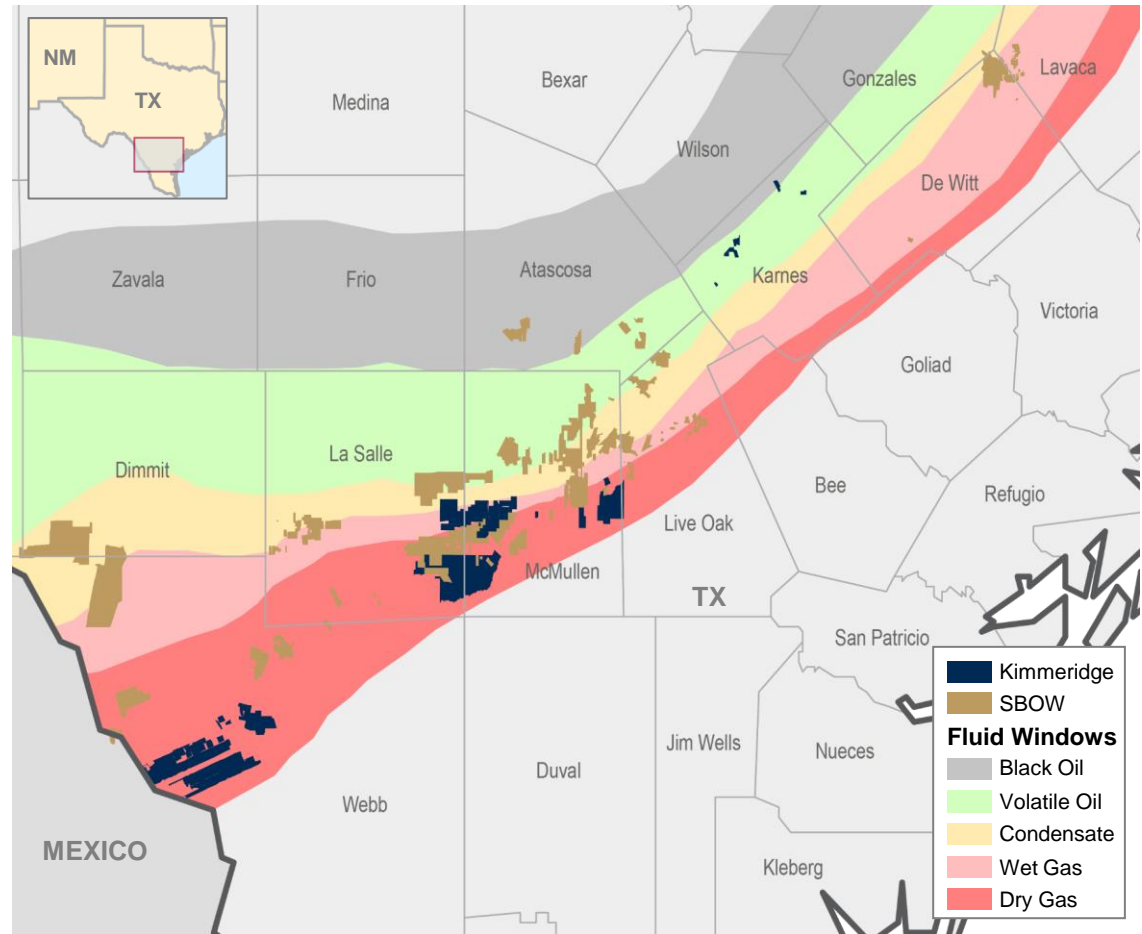 NM
TX
Bexar
Medina
Gonzales
Lavaca
Wilson
De Witt
Zavala
Frio
Atascosa
Karnes
Victoria
Goliad
Dimmit
La Salle
Bee
Refugio
Live Oak
McMullen
TX
San Patricio
Jim Wells
Nueces
Duval
Webb
MEXICO
Kleberg
Kimmeridge
SBOW
Fluid Windows
Black Oil
Volatile Oil
Condensate
Wet Gas
Dry Gas